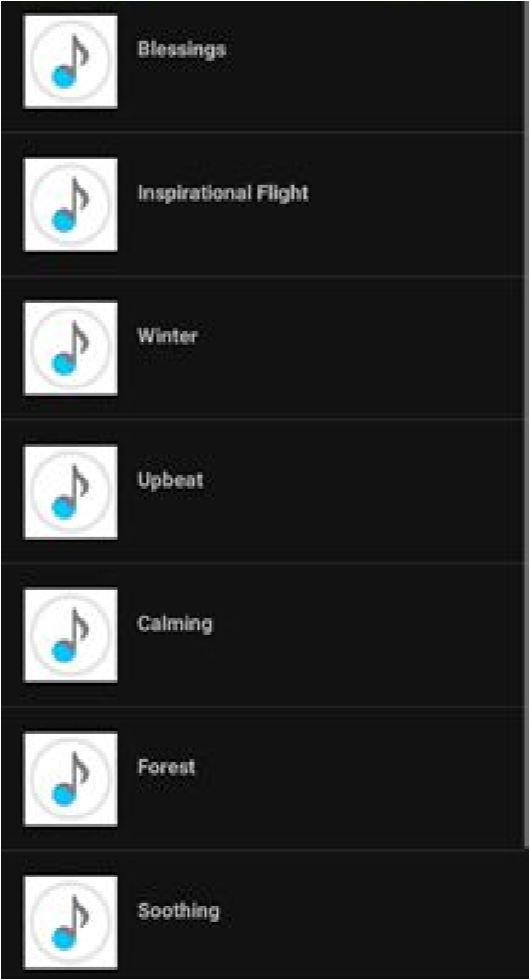 Blessings
Inspirational Flight
Winter
Upbeat
Calming
Forest
Soothing